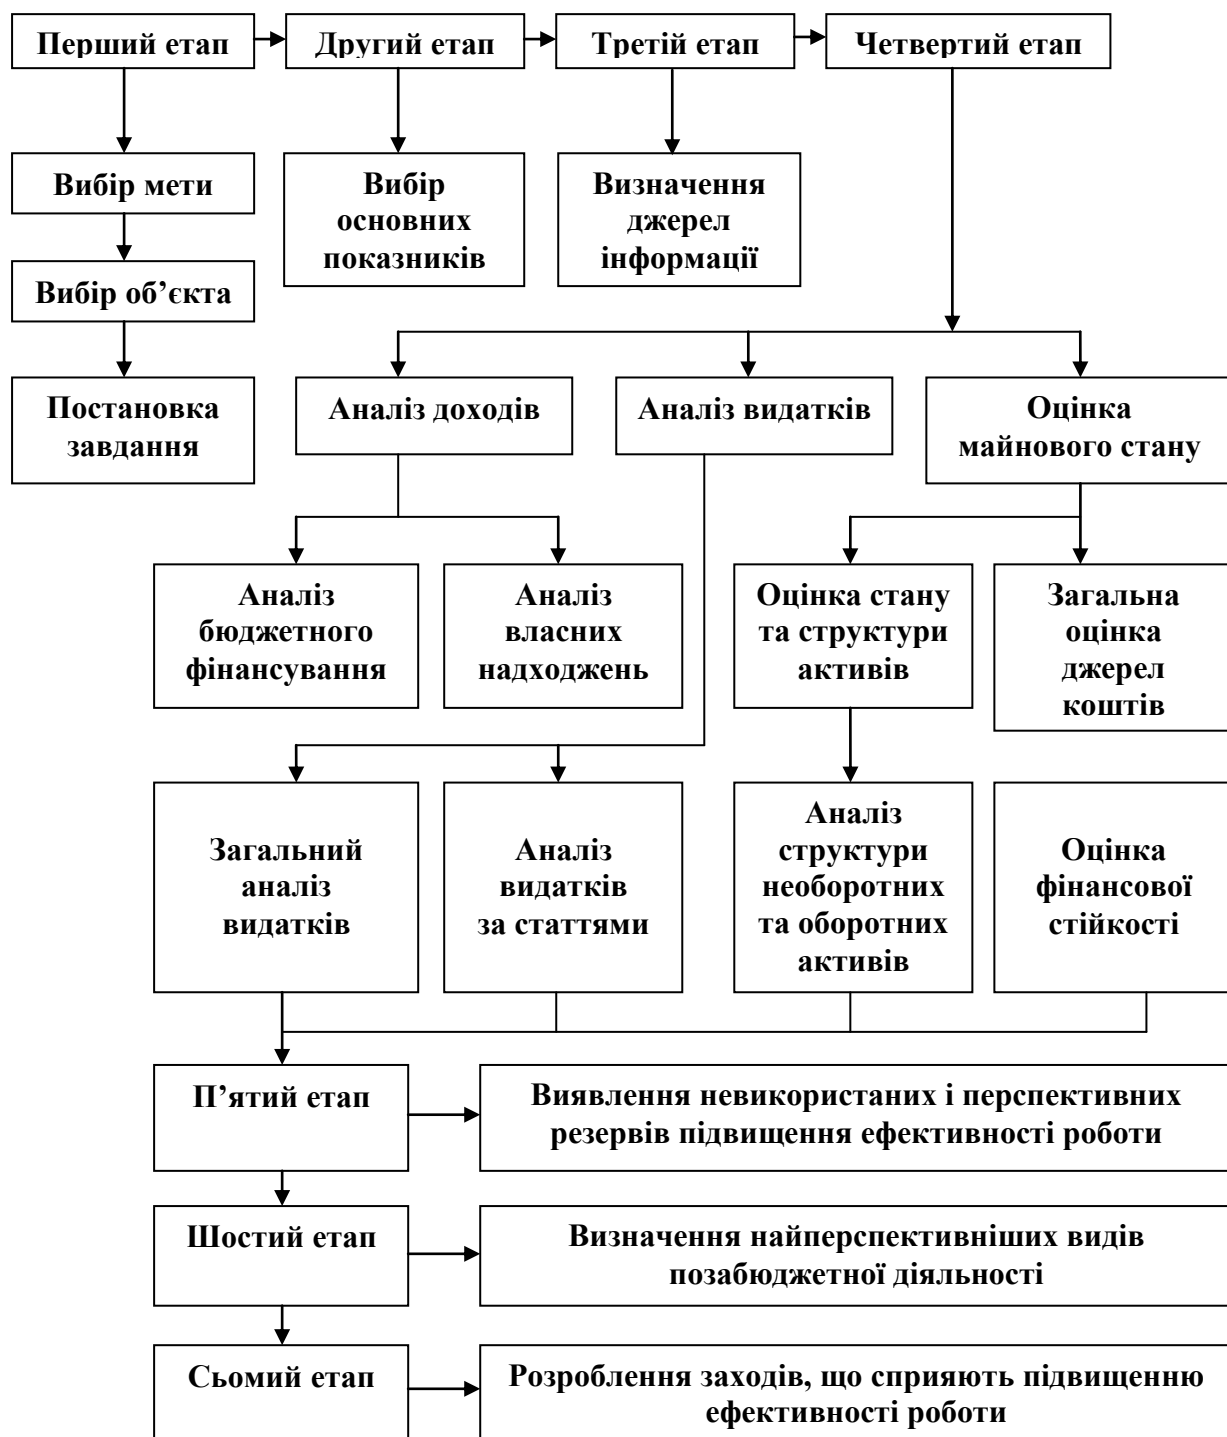 Перший етап
Другий етап
Третій етап
Четвертий етап
Вибір мети
Вибір
основних
показників
Визначення
джерел
інформації
Вибір об’єкта
Постановка
завдання
Аналіз доходів
Аналіз видатків
Оцінка
майнового стану
Аналіз
бюджетного
фінансування
Аналіз
власних
надходжень
Оцінка стану
та структури
активів
Загальна
оцінка
джерел
коштів
Загальний
аналіз
видатків
Аналіз
видатків
за статтями
Аналіз
структури
необоротних
та оборотних
активів
Оцінка
фінансової
стійкості
П’ятий етап
Виявлення невикористаних і перспективних
резервів підвищення ефективності роботи
Шостий етап
Визначення найперспективніших видів
позабюджетної діяльності
Сьомий етап
Розроблення заходів, що сприяють підвищенню
ефективності роботи